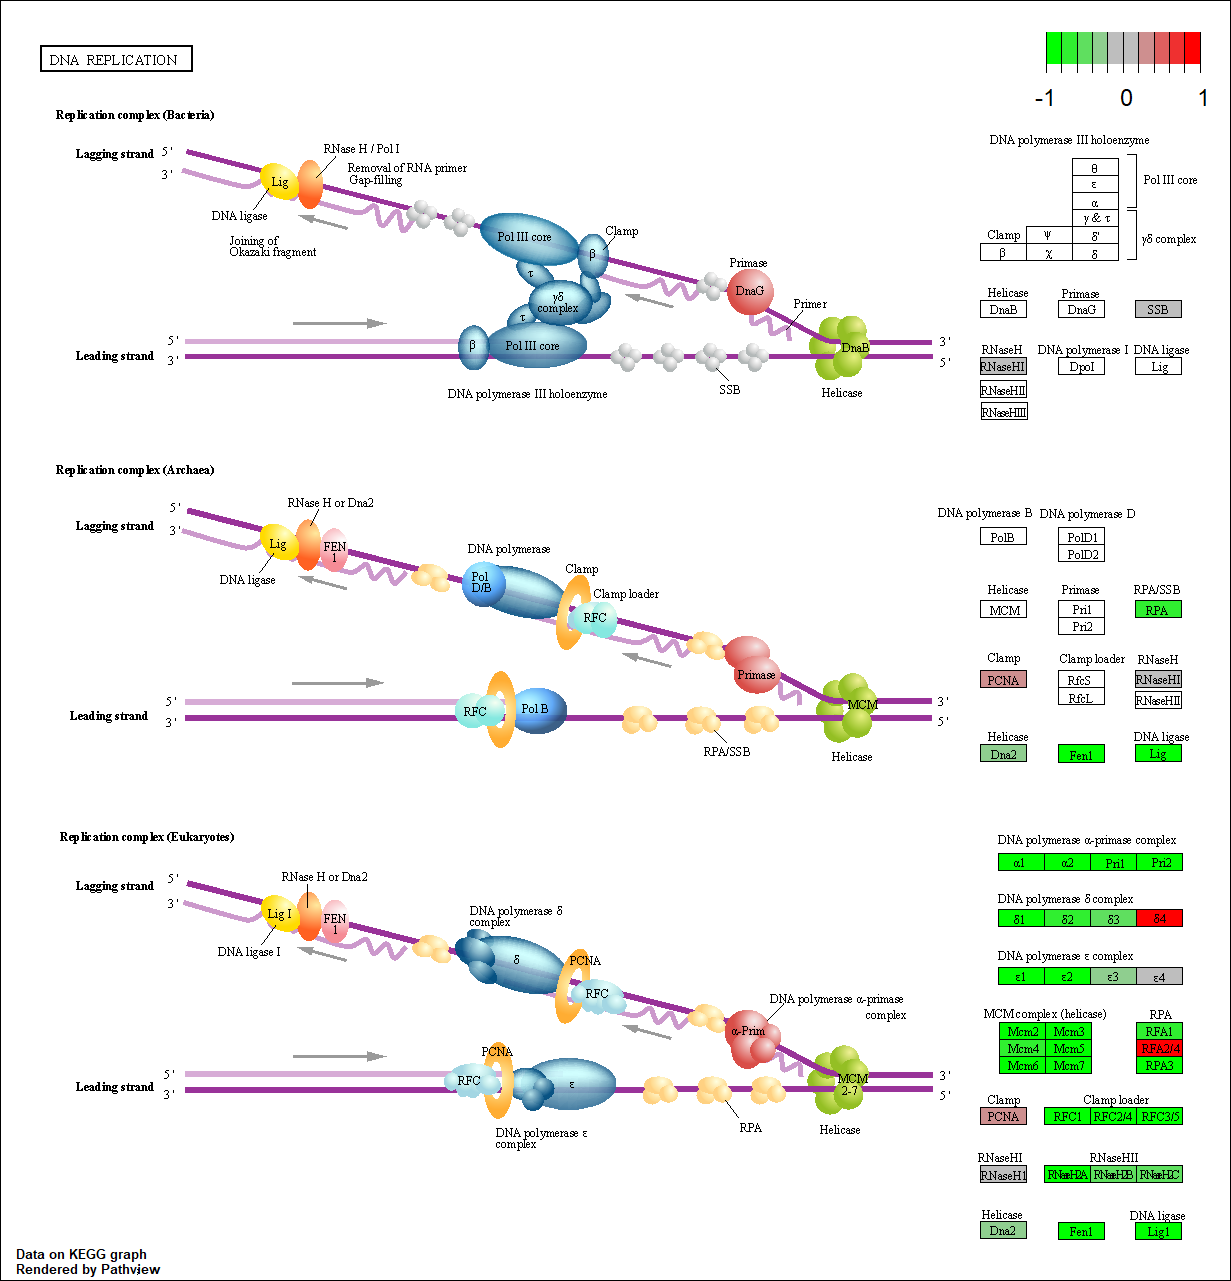 DNA REPLICATION
-1 0 1
Replication complex (Bacteria)
Lagging strand 5'
3'
Lig
RNase H / Pol I
Removal of RNA primer
Gap-filling
DNA ligase
Joining of
Okazaki fragment
Pol III core
Clamp
β
τ
γδ
complex
τ
Primase
DnaG
Primer
Leading strand 5'
3'
β
Pol III core
DNA polymerase III holoenzyme
SSB
DnaB
Helicase
3'
5'
DNA polymerase III holoenzyme
θ
ε
α
Pol III core
γ & τ
Clamp ψ δ'
β χ δ
γδ complex
Helicase Primase
DnaB DnaG SSB
RNaseH DNA polymerase I DNA ligase
RNaseHI DpoI Lig
RNaseHII
RNaseHIII
Replication complex (Archaea)
Lagging strand 5'
3'
Lig
RNase H or Dna2
FEN
1
DNA ligase
DNA polymerase
Pol
D/B
Clamp
Clamp loader
RFC
Primase
Leading strand 5'
3'
RFC
Pol B
RPA/SSB
MCM
Helicase
3'
5'
DNA polymerase B DNA polymerase D
PolB PolD1
PolD2
Helicase Primase RPA/SSB
MCM Pri1 RPA
Pri2
Clamp Clamp loader RNaseH
PCNA RfcS RNaseHI
RfcL RNaseHII
Helicase DNA ligase
Dna2 Fen1 Lig
Replication complex (Eukaryotes)
Lagging strand 5'
3'
Lig I
RNase H or Dna2
FEN
1
DNA ligase I
DNA polymerase δ
complex
δ
PCNA
RFC
α-Prim
DNA polymerase α-primase
complex
Leading strand 5'
3'
RFC
PCNA
ε
DNA polymerase ε
complex
RPA
MCM
2-7
Helicase
3'
5'
DNA polymerase α-primase complex
α1 α2 Pri1 Pri2
DNA polymerase δ complex
δ1 δ2 δ3 δ4
DNA polymerase ε complex
ε1 ε2 ε3 ε4
MCM complex (helicase) RPA
Mcm2 Mcm3 RFA1
Mcm4 Mcm5 RFA2/4
Mcm6 Mcm7 RPA3
Clamp Clamp loader
PCNA RFC1 RFC2/4 RFC3/5
RNaseHI RNaseHII
RNaseH1 RNaseH2A RNaseH2B RNaseH2C
Helicase DNA ligase
Dna2 Fen1 Lig1
Data on KEGG graph
Rendered by Pathview